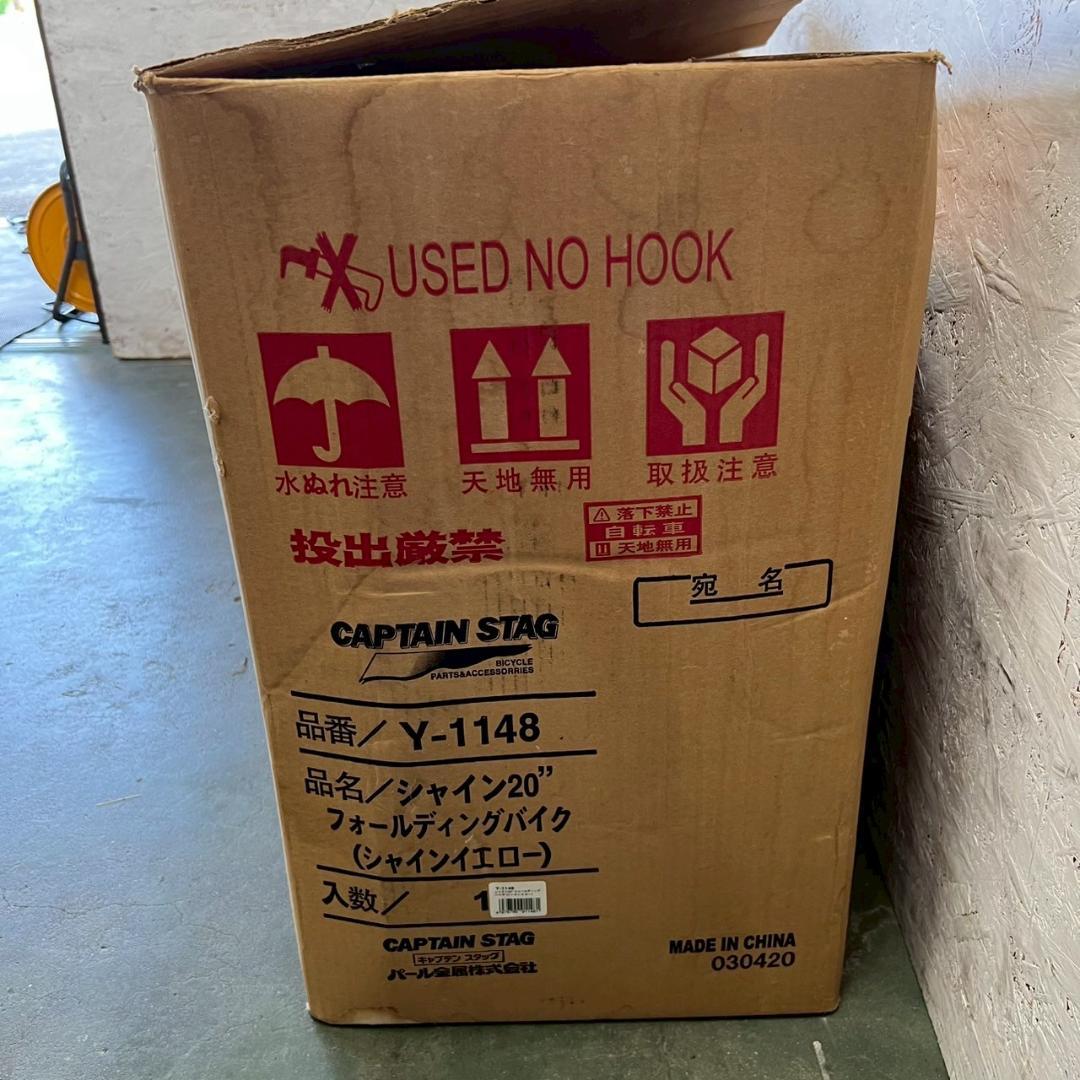 USED NO HOOK
水ぬれ注意
天地無用
取扱注意
投出厳禁
落下禁止
自転車
天地無用
宛 名
CAPTAIN STAG
BICYCLE
PARTS&ACCESSORRIES
品番/ Y-1148
品名/シャイン20”
フォールディングバイク
(シャインイエロー)
入数/ 1
Y-1148
CAPTAIN STAG
キャプテン スタッグ
パール金属株式会社
MADE IN CHINA
030420